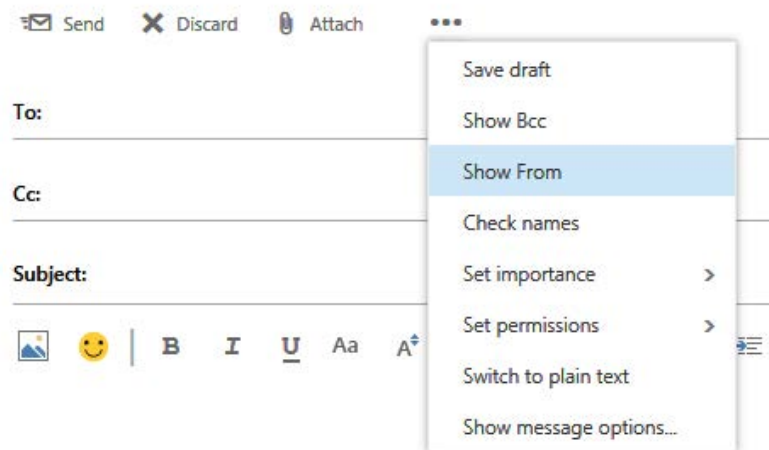 Send Discard Attach •••
Save draft
To:
Show Bcc
Show From
Cc:
Check names
Subject:
Set importance >
Set permissions >
B I U Aa A
Switch to plain text
Show message options...